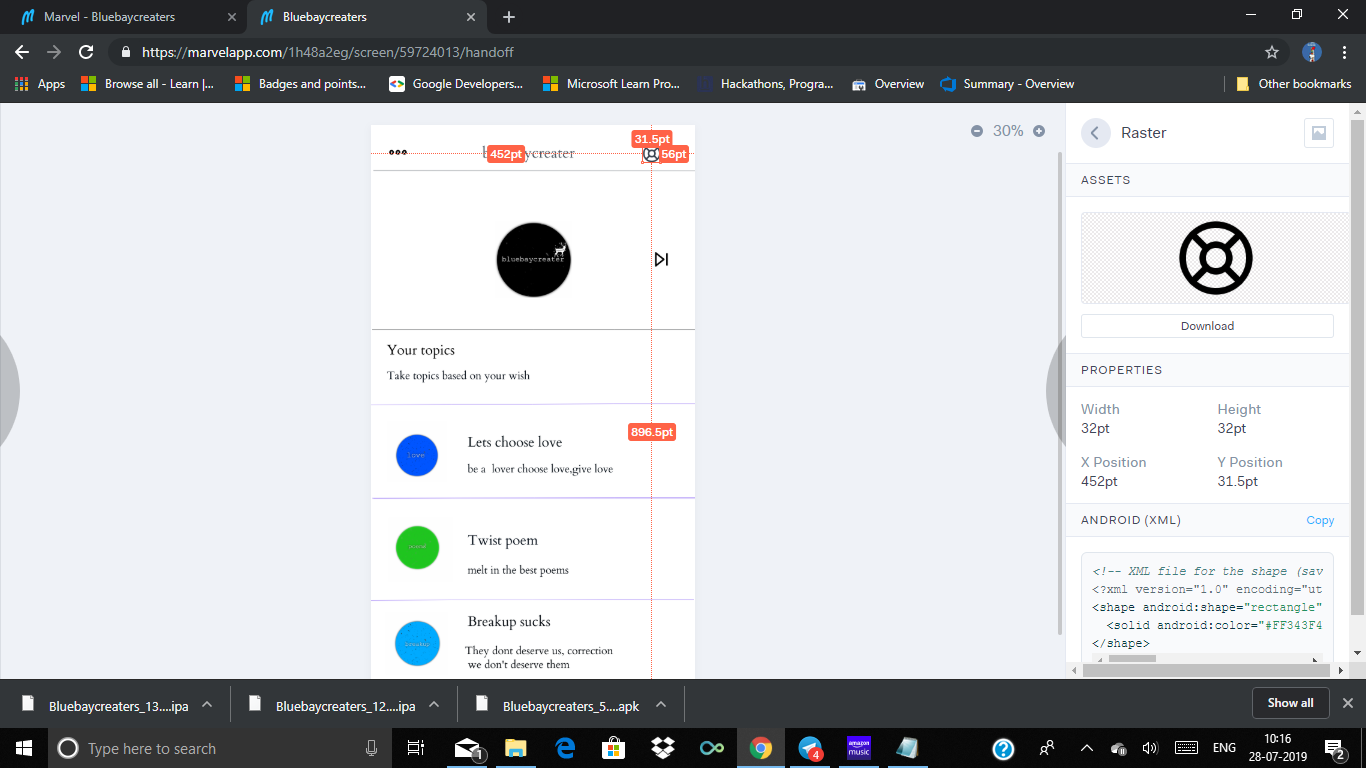 Marvel - Bluebaycreaters
Bluebaycreaters
https://marvelapp.com/1h48a2eg/screen/59724013/handoff
Apps
Browse all - Learn |...
Badges and points...
Google Developers...
Microsoft Learn Pro...
Hackathons, Progra...
Overview
Summary - Overview
Other bookmarks
30%
Raster
31.5pt
452pt
ycreater
56pt
ASSETS
bluebaycreater
Download
Your topics
Take topics based on your wish
PROPERTIES
Width
Height
32pt
32pt
X Position
Y Position
452pt
31.5pt
896.5pt
Lets choose love
love
be a lover choose love,give love
ANDROID (XML)
Copy
Twist poem
melt in the best poems
<!-- XML file for the shape (sav
<?xml version="1.0" encoding="ut
<shape android:shape="rectangle"
<solid android:color="#FF343F4
</shape>
Breakup sucks
They dont deserve us, correction
we don't deserve them
Bluebaycreaters_13....ipa
Bluebaycreaters_12....ipa
Bluebaycreaters_5....apk
Show all
Type here to search
1
4
amazon music
ENG
10:16
28-07-2019
2